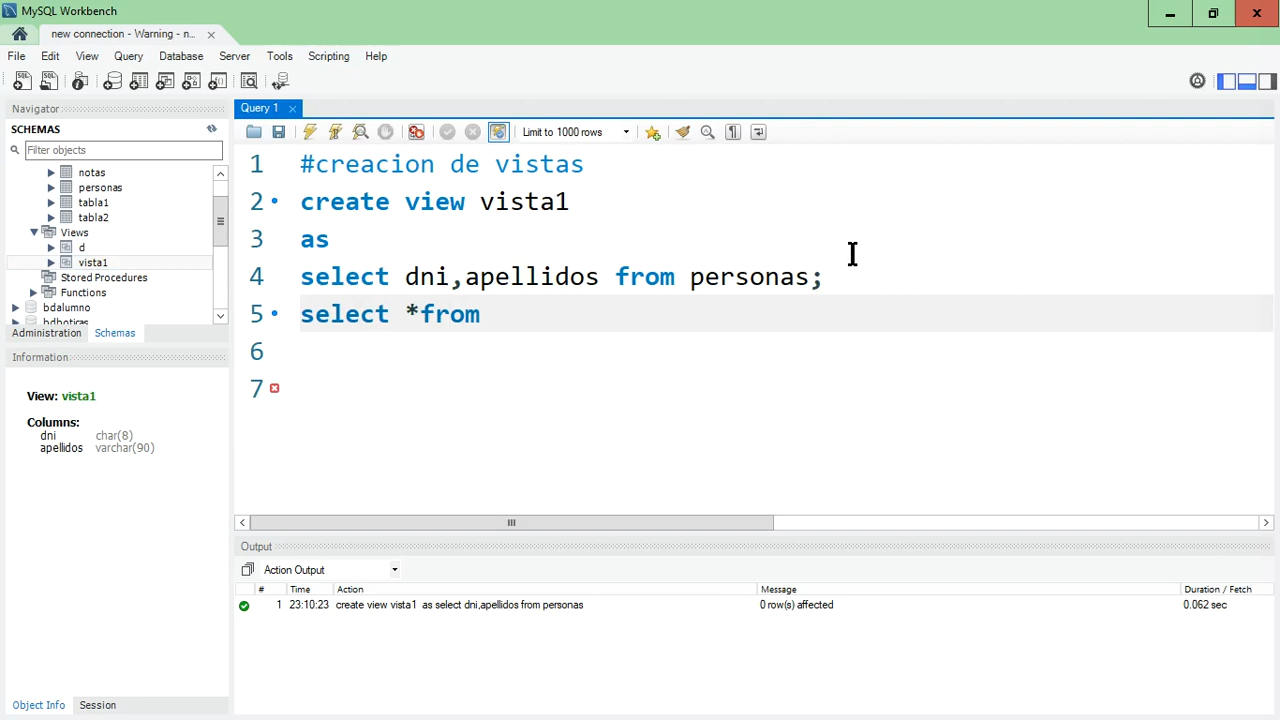 MySQL Workbench
new connection - Warning - n...
File Edit View Query Database Server Tools Scripting Help
Navigator
SCHEMAS
Filter objects
notas
personas
tabla1
tabla2
Views
d
vista1
Stored Procedures
Functions
bdalumno
bdboticas
Administration Schemas
Information
View: vista1
Columns:
dni char(8)
apellidos varchar(90)
Object Info Session
Query 1
Limit to 1000 rows
1 #creacion de vistas
2 create view vista1
3 as
4 select dni,apellidos from personas;
5 select *from
6
7
Output
Action Output
# Time Action Message Duration / Fetch
1 23:10:23 create view vista1 as select dni,apellidos from personas 0 row(s) affected 0.062 sec